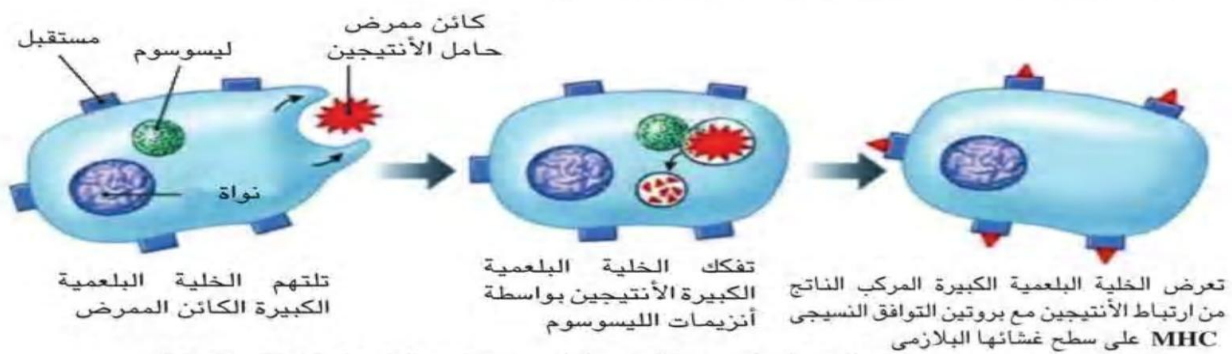 كائن ممرض
حامل الأنتيجين
ليسوسوم
مستقبل
نواة
تلتهم الخلية البلعمية
الكبيرة الكائن الممرض
تفكك الخلية البلعمية
الكبيرة الأنتيجين بواسطة
أنزيمات الليسوسوم
تعرض الخلية البلعمية الكبيرة المركب الناتج
من ارتباط الأنتيجين مع بروتين التوافق النسيجى
MHC على سطح غشائها البلازمى